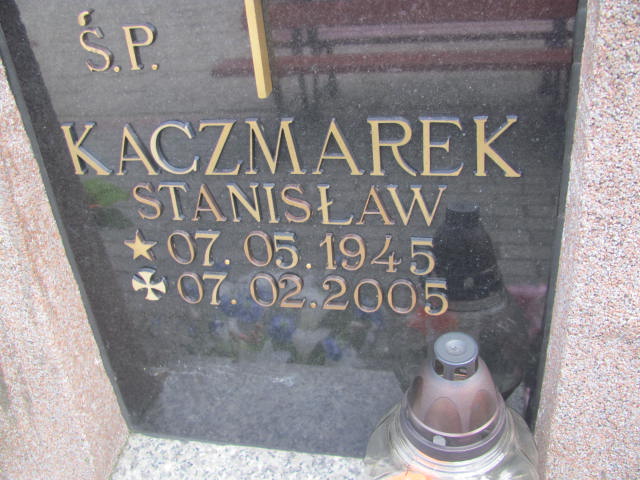 Ś.P.
KACZMAREK
STANISŁAW
07.05.1945
07.02.2005